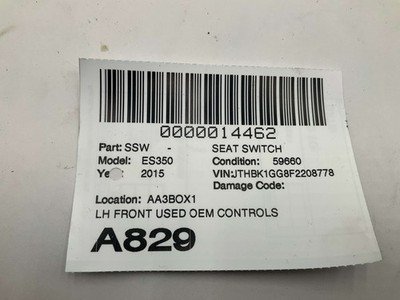 0000014462
Part: SSW - SEAT SWITCH
Model: ES350 Condition: 59660
Ye 2015 VIN:JTHBK1GG8F2208778
Damage Code:
Location: AA3BOX1
LH FRONT USED OEM CONTROLS
A829